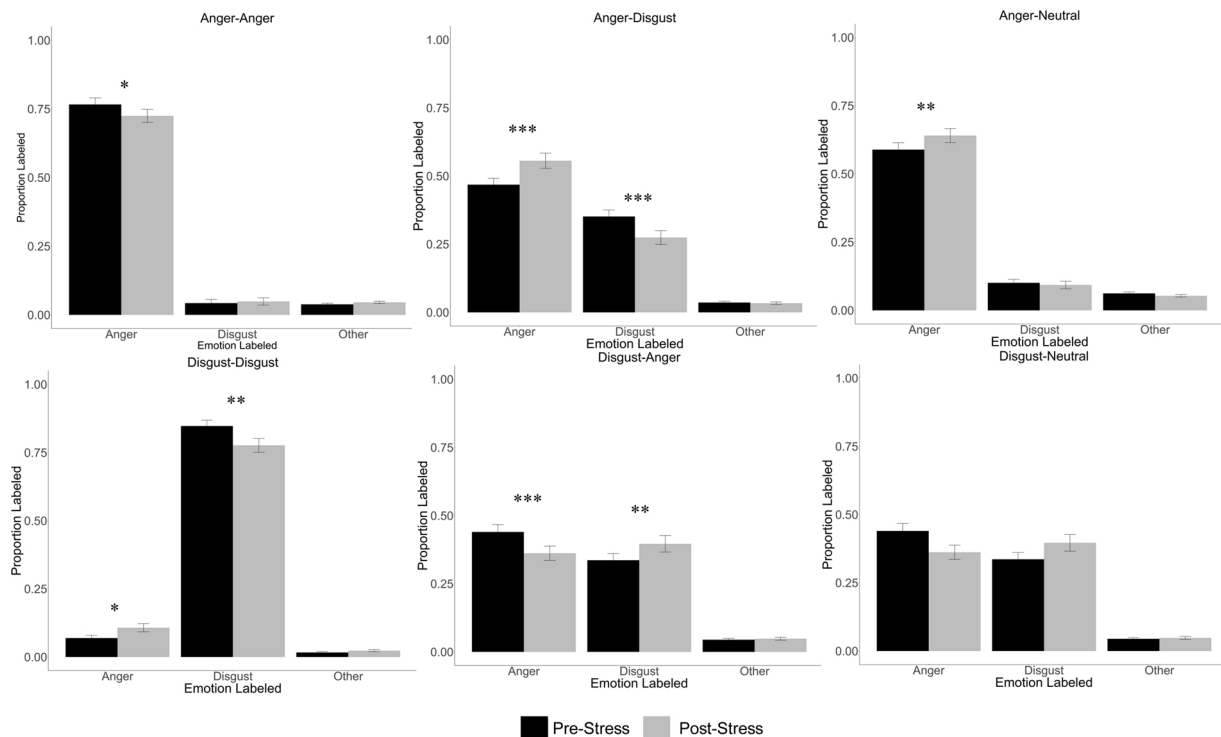 Anger-Anger
1.00
0.75
0.50
0.25
0.00
Proportion Labeled
*
Anger
Disgust
Other
Emotion Labeled
Anger-Disgust
1.00
0.75
0.50
0.25
0.00
Proportion Labeled
***
***
Anger
Disgust
Other
Emotion Labeled
Anger-Neutral
1.00
0.75
0.50
0.25
0.00
Proportion Labeled
**
Anger
Disgust
Other
Emotion Labeled
Disgust-Disgust
1.00
0.75
0.50
0.25
0.00
Proportion Labeled
*
**
Anger
Disgust
Other
Emotion Labeled
Disgust-Anger
1.00
0.75
0.50
0.25
0.00
Proportion Labeled
***
**
Anger
Disgust
Other
Emotion Labeled
Disgust-Neutral
1.00
0.75
0.50
0.25
0.00
Proportion Labeled
Anger
Disgust
Other
Emotion Labeled
Pre-Stress
Post-Stress